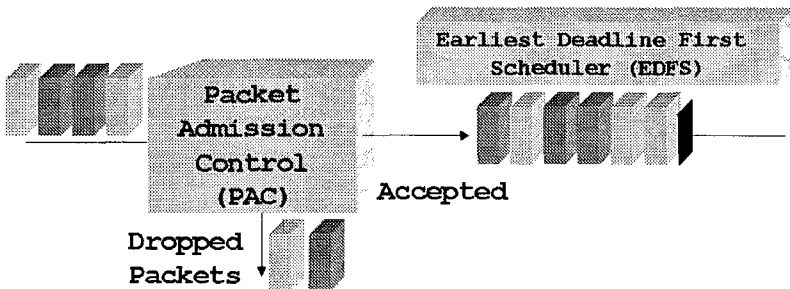 Earliest Deadline First
Scheduler (EDFS)
Packet
Admission
Control
(PAC)
Accepted
Dropped
Packets